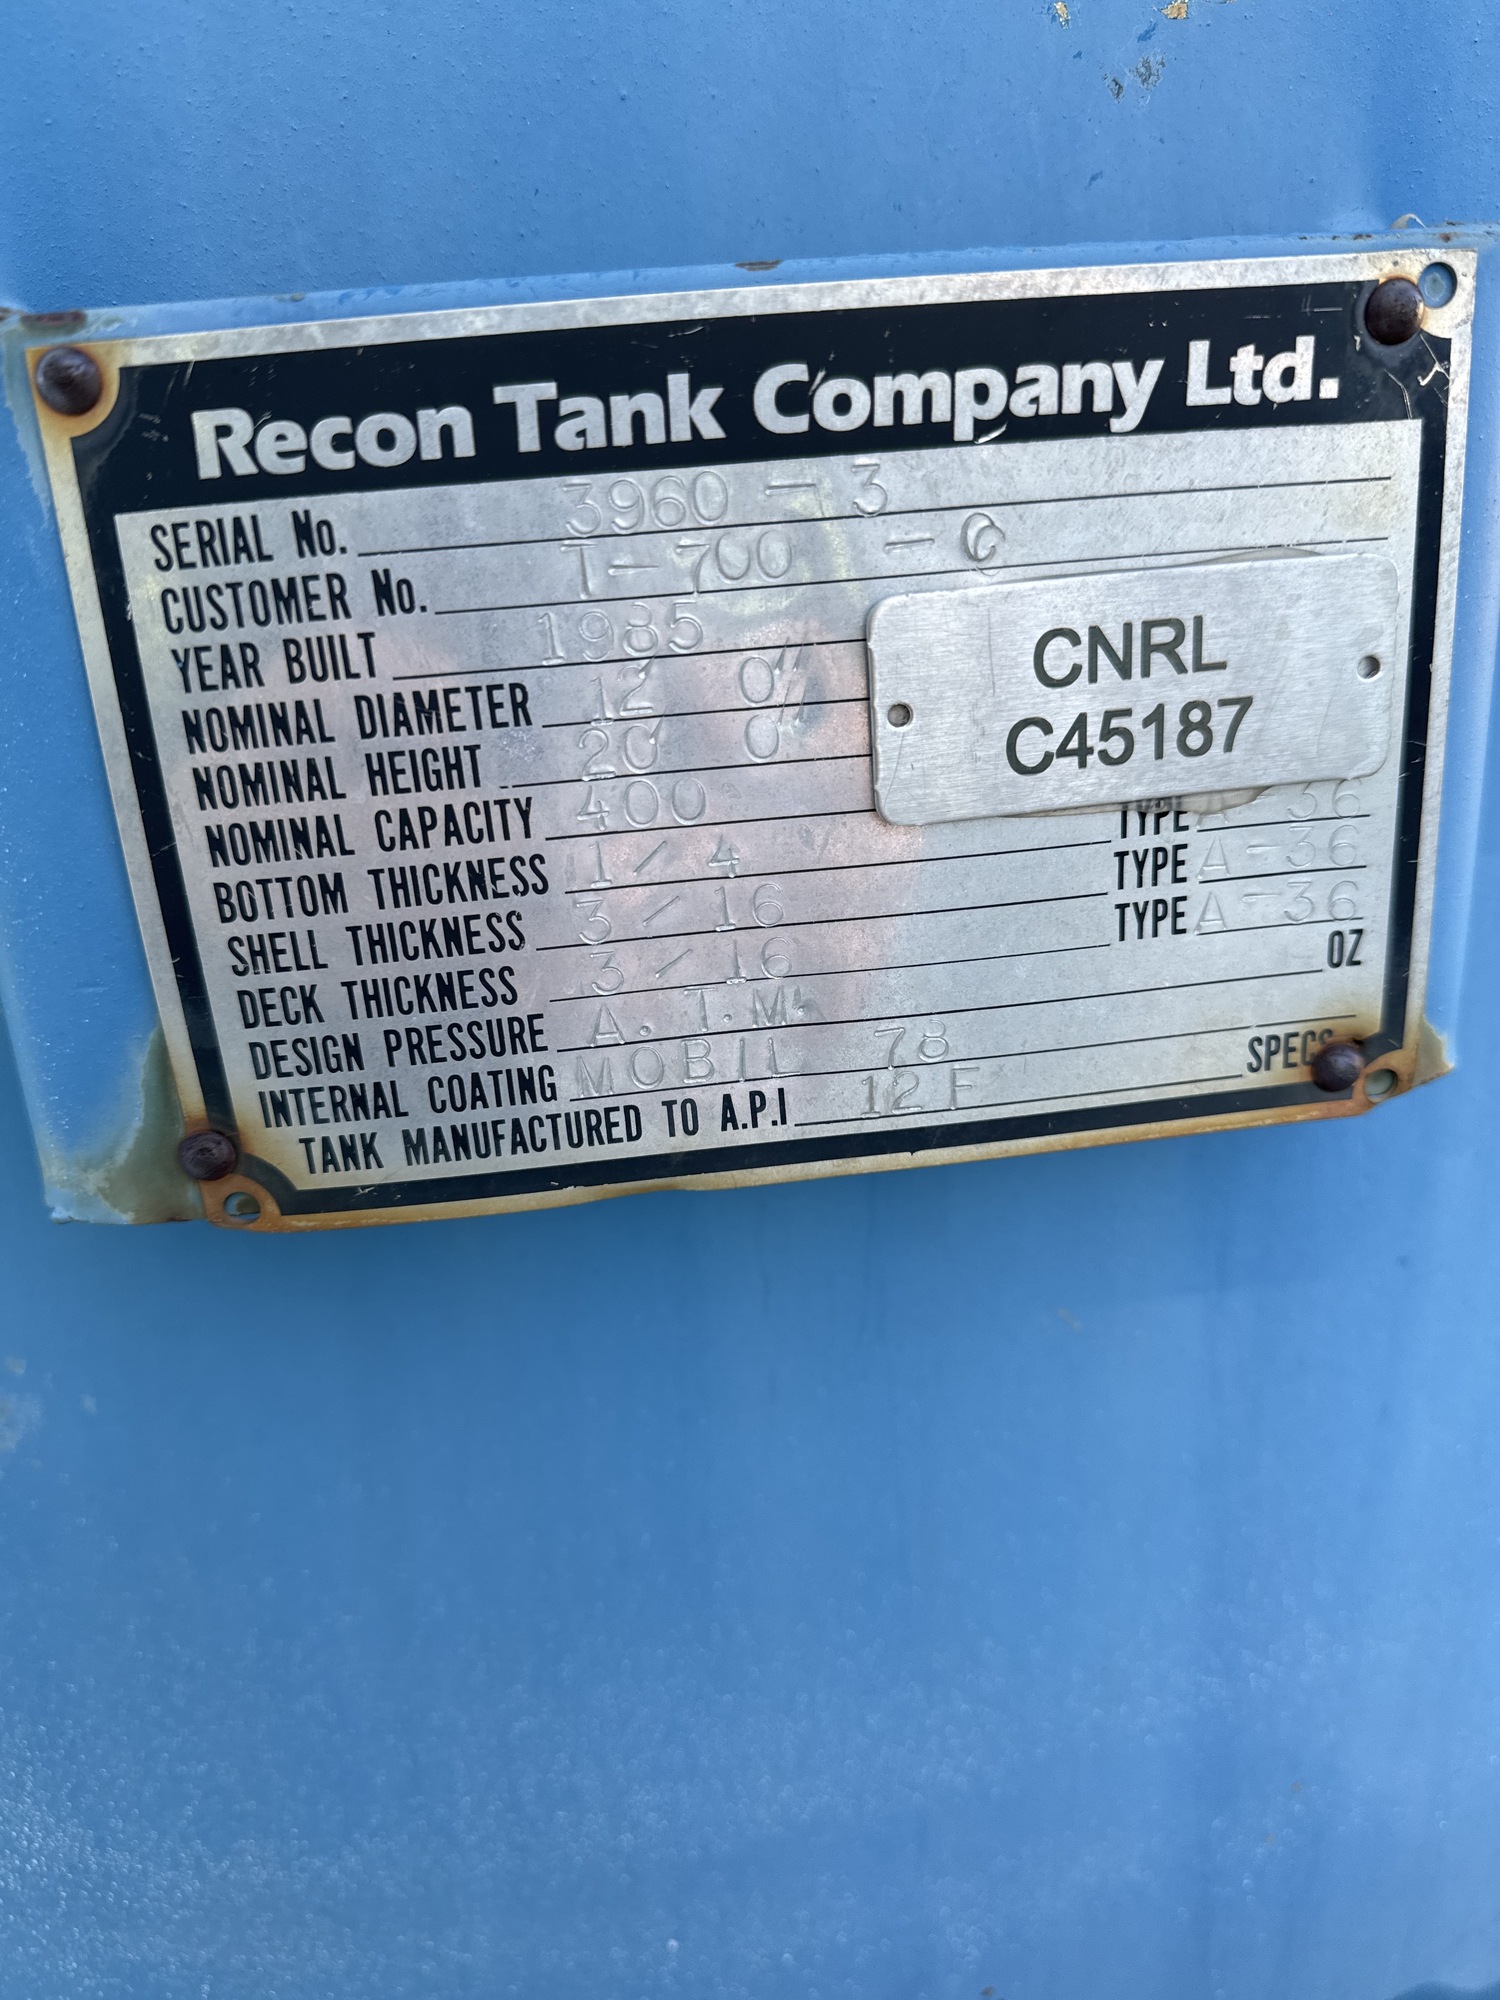 Recon Tank Company Ltd.
SERIAL No. 3960 - 3
CUSTOMER No. T - 700 -
YEAR BUILT 1985
NOMINAL DIAMETER 12' 0"
NOMINAL HEIGHT 20' 0"
NOMINAL CAPACITY 400
CNRL
C45187
BOTTOM THICKNESS 1/4 TYPE A-36
SHELL THICKNESS 3/16 TYPE A-36
DECK THICKNESS 3/16 TYPE A-36
DESIGN PRESSURE A.T.M. OZ
INTERNAL COATING MOBIL 78
TANK MANUFACTURED TO A.P.I 12 F SPECS